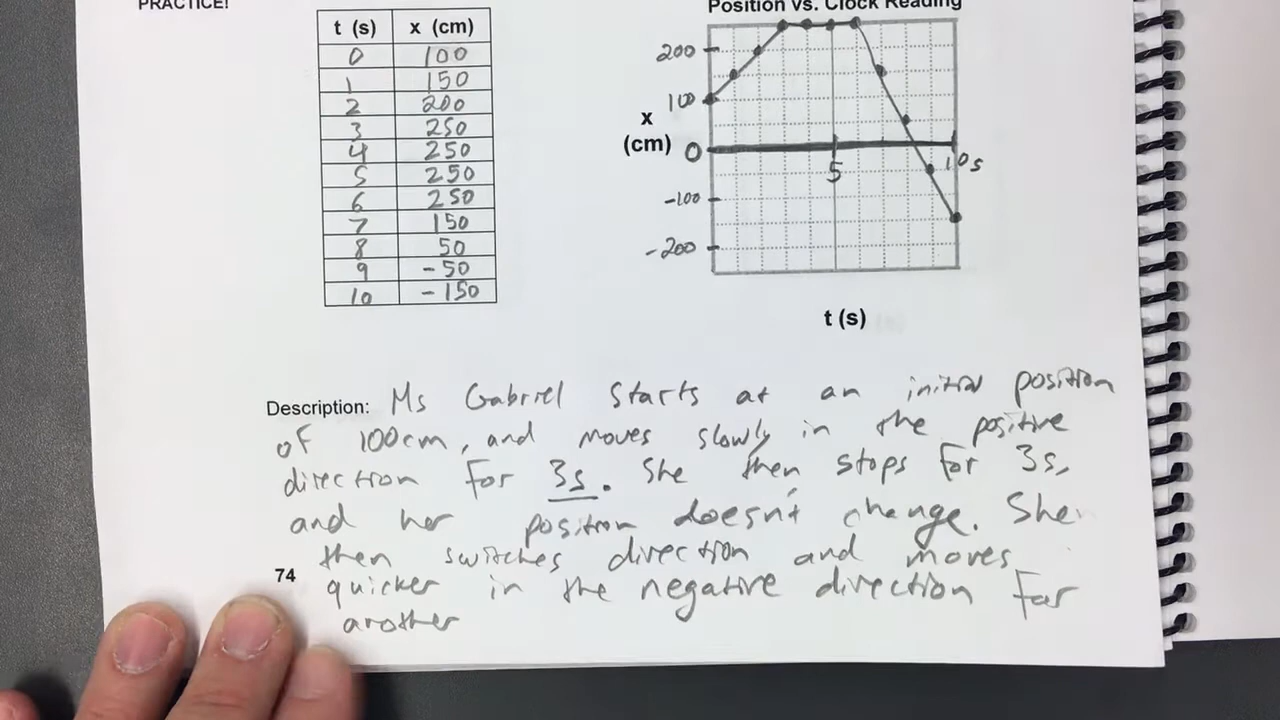 PRACTICE!
t (s) x (cm)
0 100
1 150
2 200
3 250
4 250
5 250
6 250
7 150
8 50
9 -50
10 -150
Position vs. Clock Reading
200
100
x
(cm)
0
5
10s
-100
-200
t (s)
Description: Ms Gabriel starts at an initial position
of 100cm, and moves slowly in the positive
direction for 3s. She then stops for 3s,
and her position doesn't change. She
then switches direction and moves
74
quicker in the negative direction for
another